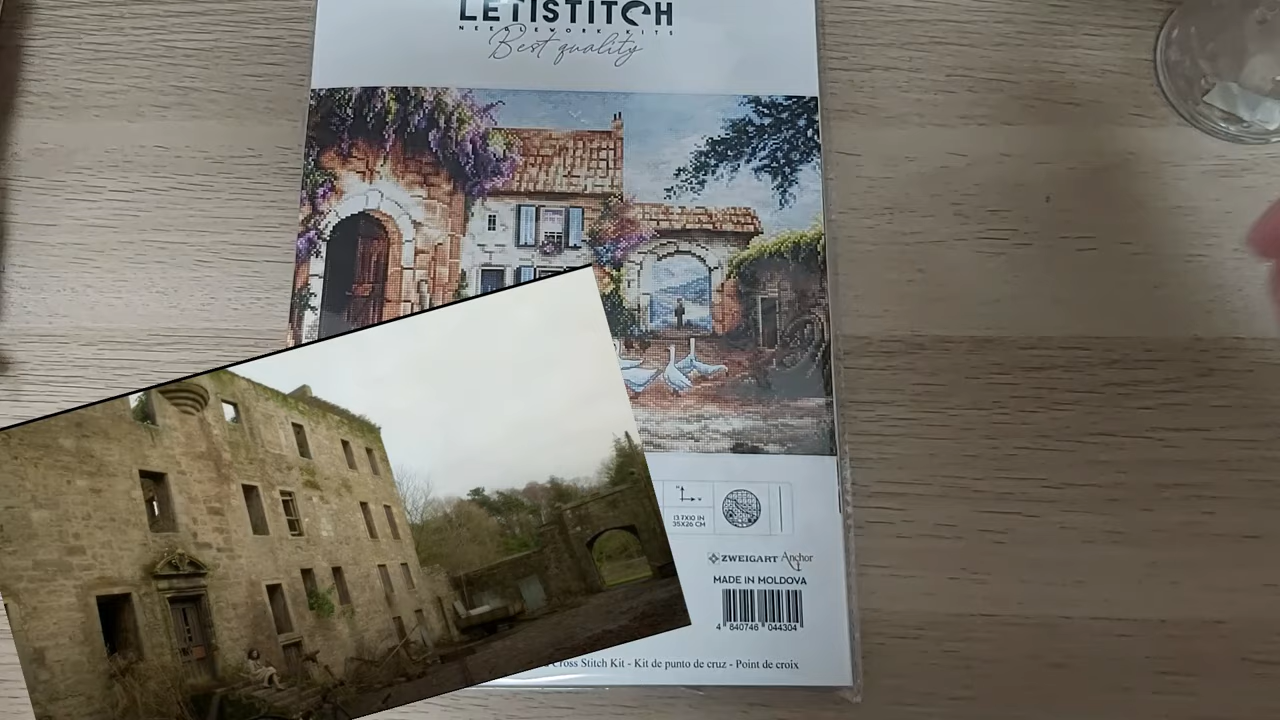 LETISTITCH
NEEDLEWORK KITS
Best quality
13.7X10 IN
35X26 CM
ZWEIGART Anchor
MADE IN MOLDOVA
4 840746 044304
Cross Stitch Kit - Kit de punto de cruz - Point de croix